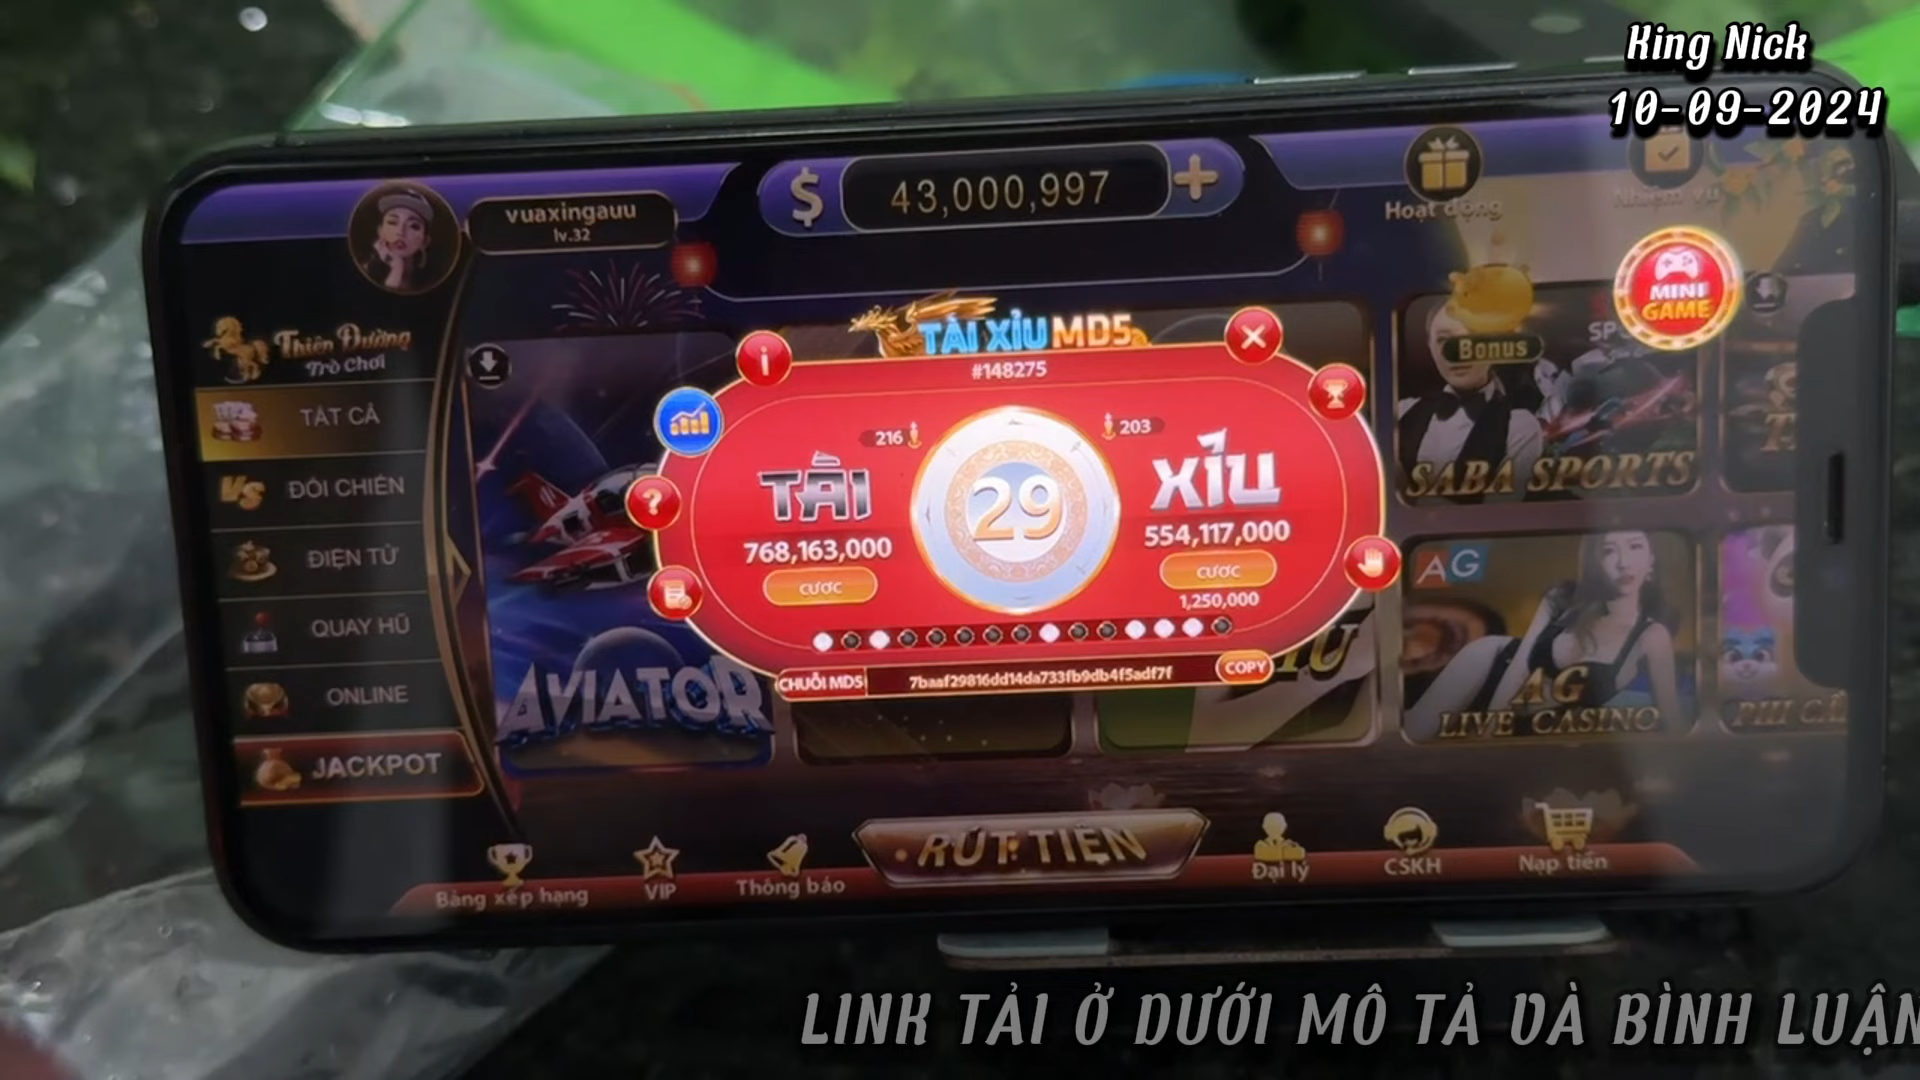 King Nick
10-09-2024
vuaxingauu
lv.32
$ 43,000,997 +
Hoạt động
Nhiệm vụ
MINI
GAME
Thiên Đường
Trò Chơi
TẤT CẢ
VS ĐỐI CHIẾN
ĐIỆN TỬ
QUAY HŨ
ONLINE
JACKPOT
TÀI XỈU MD5
#148275
216
203
TÀI
29
XỈU
768,163,000
554,117,000
CƯỢC
CƯỢC
1,250,000
CHUỖI MD5
7baaf29816dd14da733fb9db4f5adf7f
COPY
AVIATOR
Bonus
SABA SPORTS
AG
AG
LIVE CASINO
Bảng xếp hạng
VIP
Thông báo
RÚT TIỀN
Đại lý
CSKH
Nạp tiền
LINK TẢI Ở DƯỚI MÔ TẢ VÀ BÌNH LUẬN